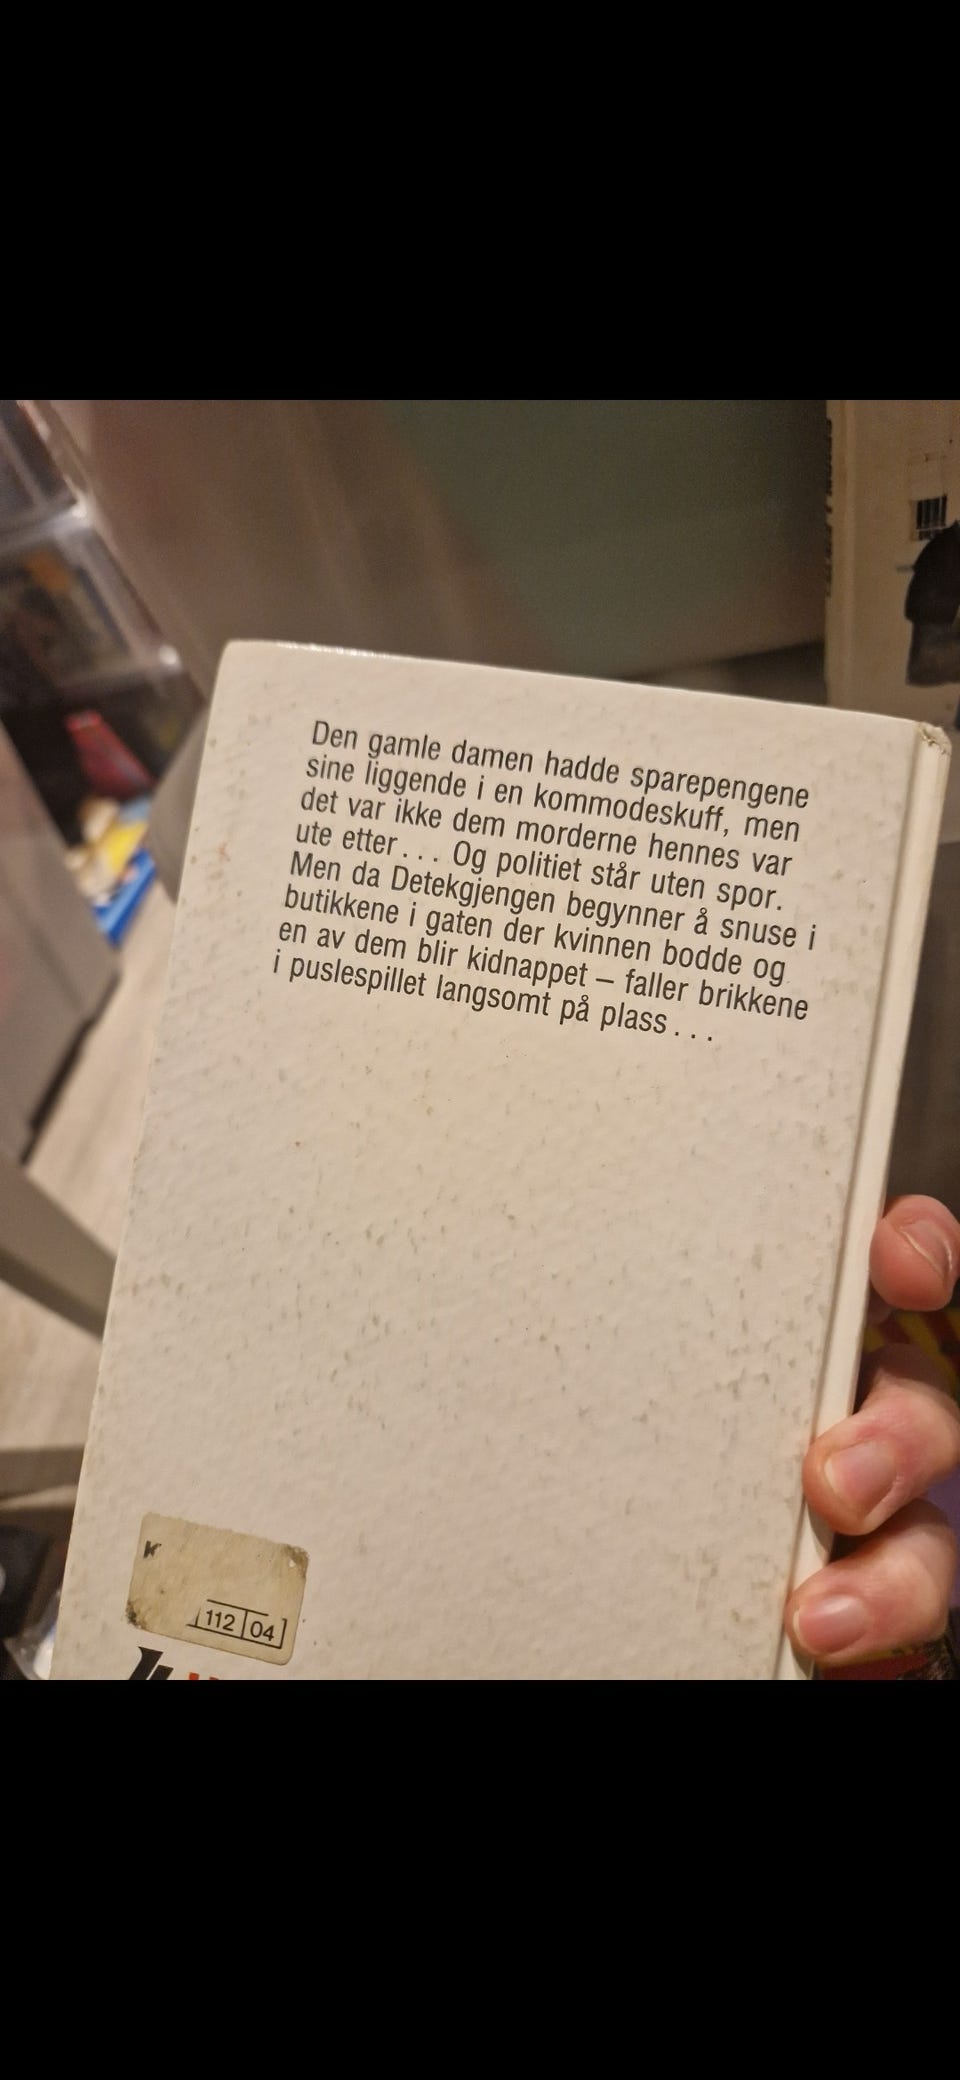 Den gamle damen hadde sparepengene
sine liggende i en kommodeskuff, men
det var ikke dem morderne hennes var
ute etter... Og politiet står uten spor.
Men da Detekgjengen begynner å snuse i
butikkene i gaten der kvinnen bodde og
en av dem blir kidnappet – faller brikkene
i puslespillet langsomt på plass...
K
112 04